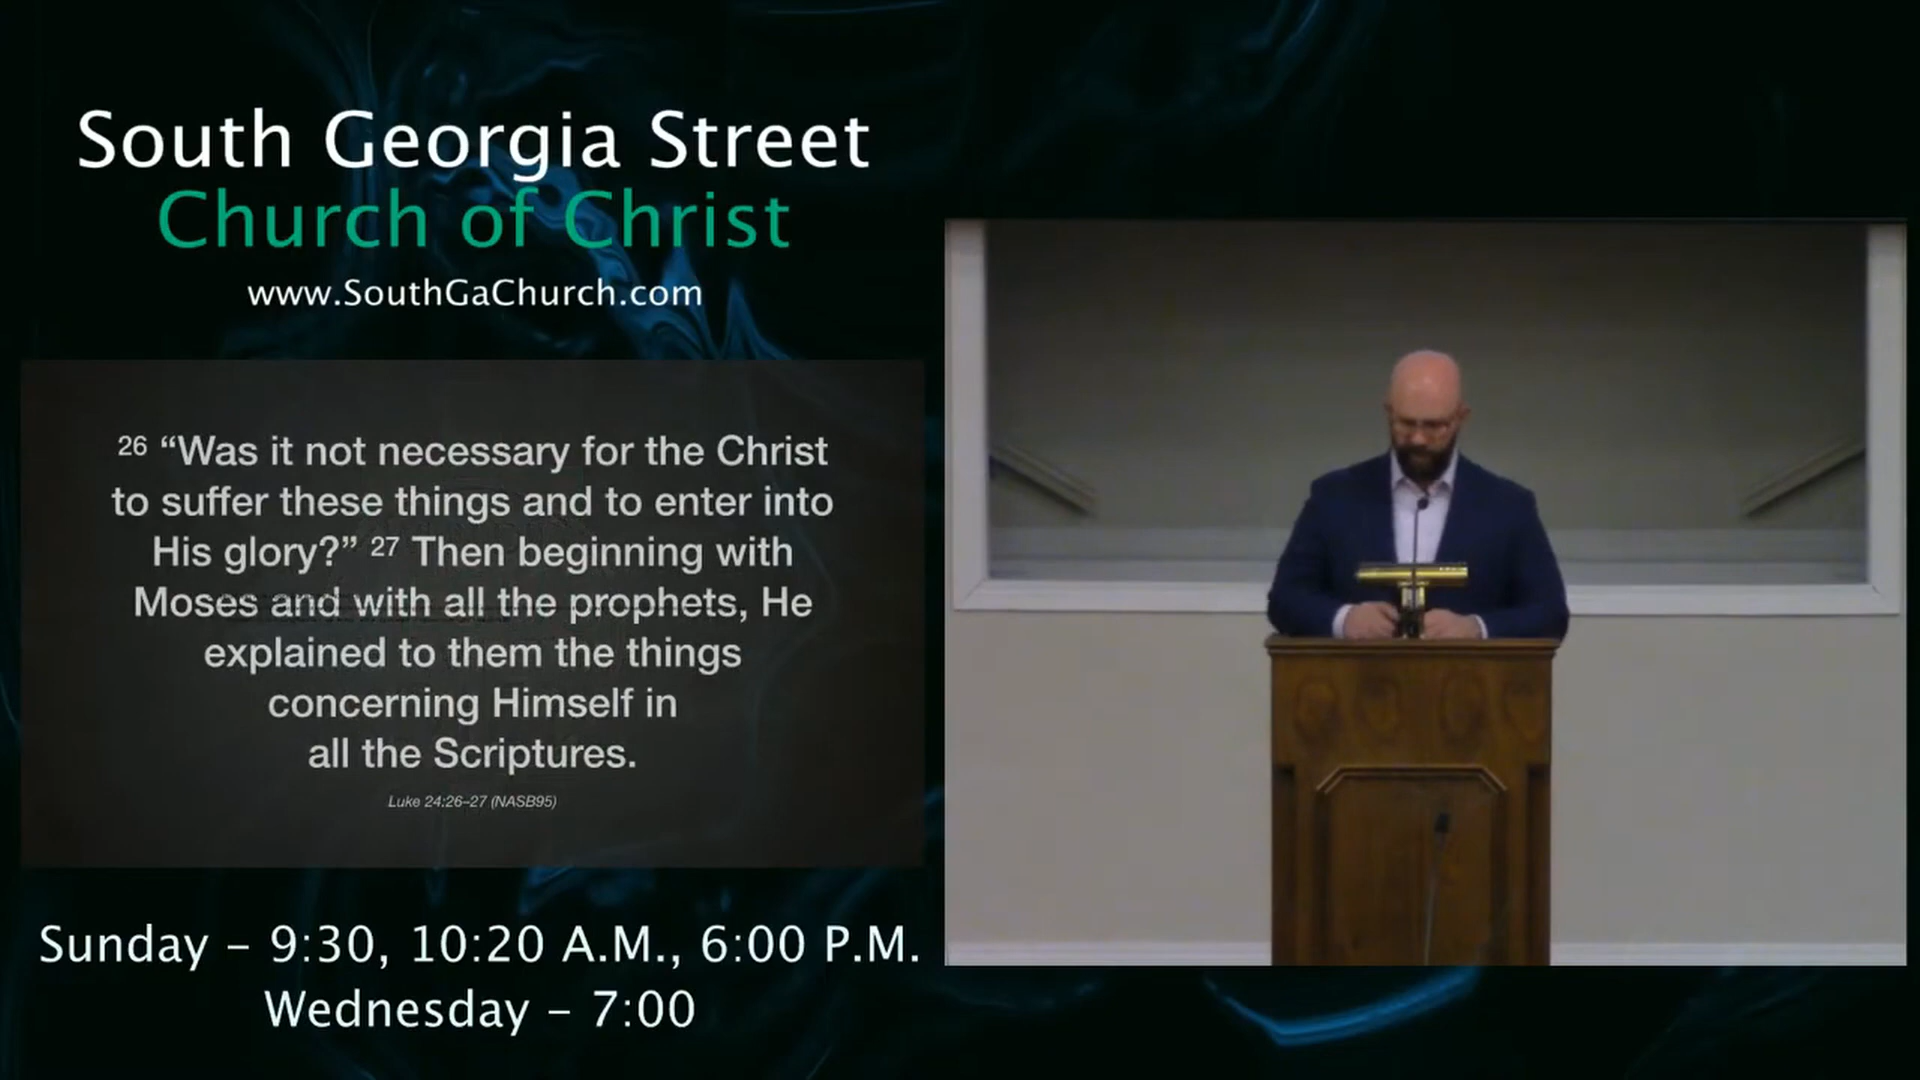 South Georgia Street
Church of Christ
www.SouthGaChurch.com
26 “Was it not necessary for the Christ
to suffer these things and to enter into
His glory?” 27 Then beginning with
Moses and with all the prophets, He
explained to them the things
concerning Himself in
all the Scriptures.
Luke 24:26–27 (NASB95)
Sunday – 9:30, 10:20 A.M., 6:00 P.M.
Wednesday – 7:00